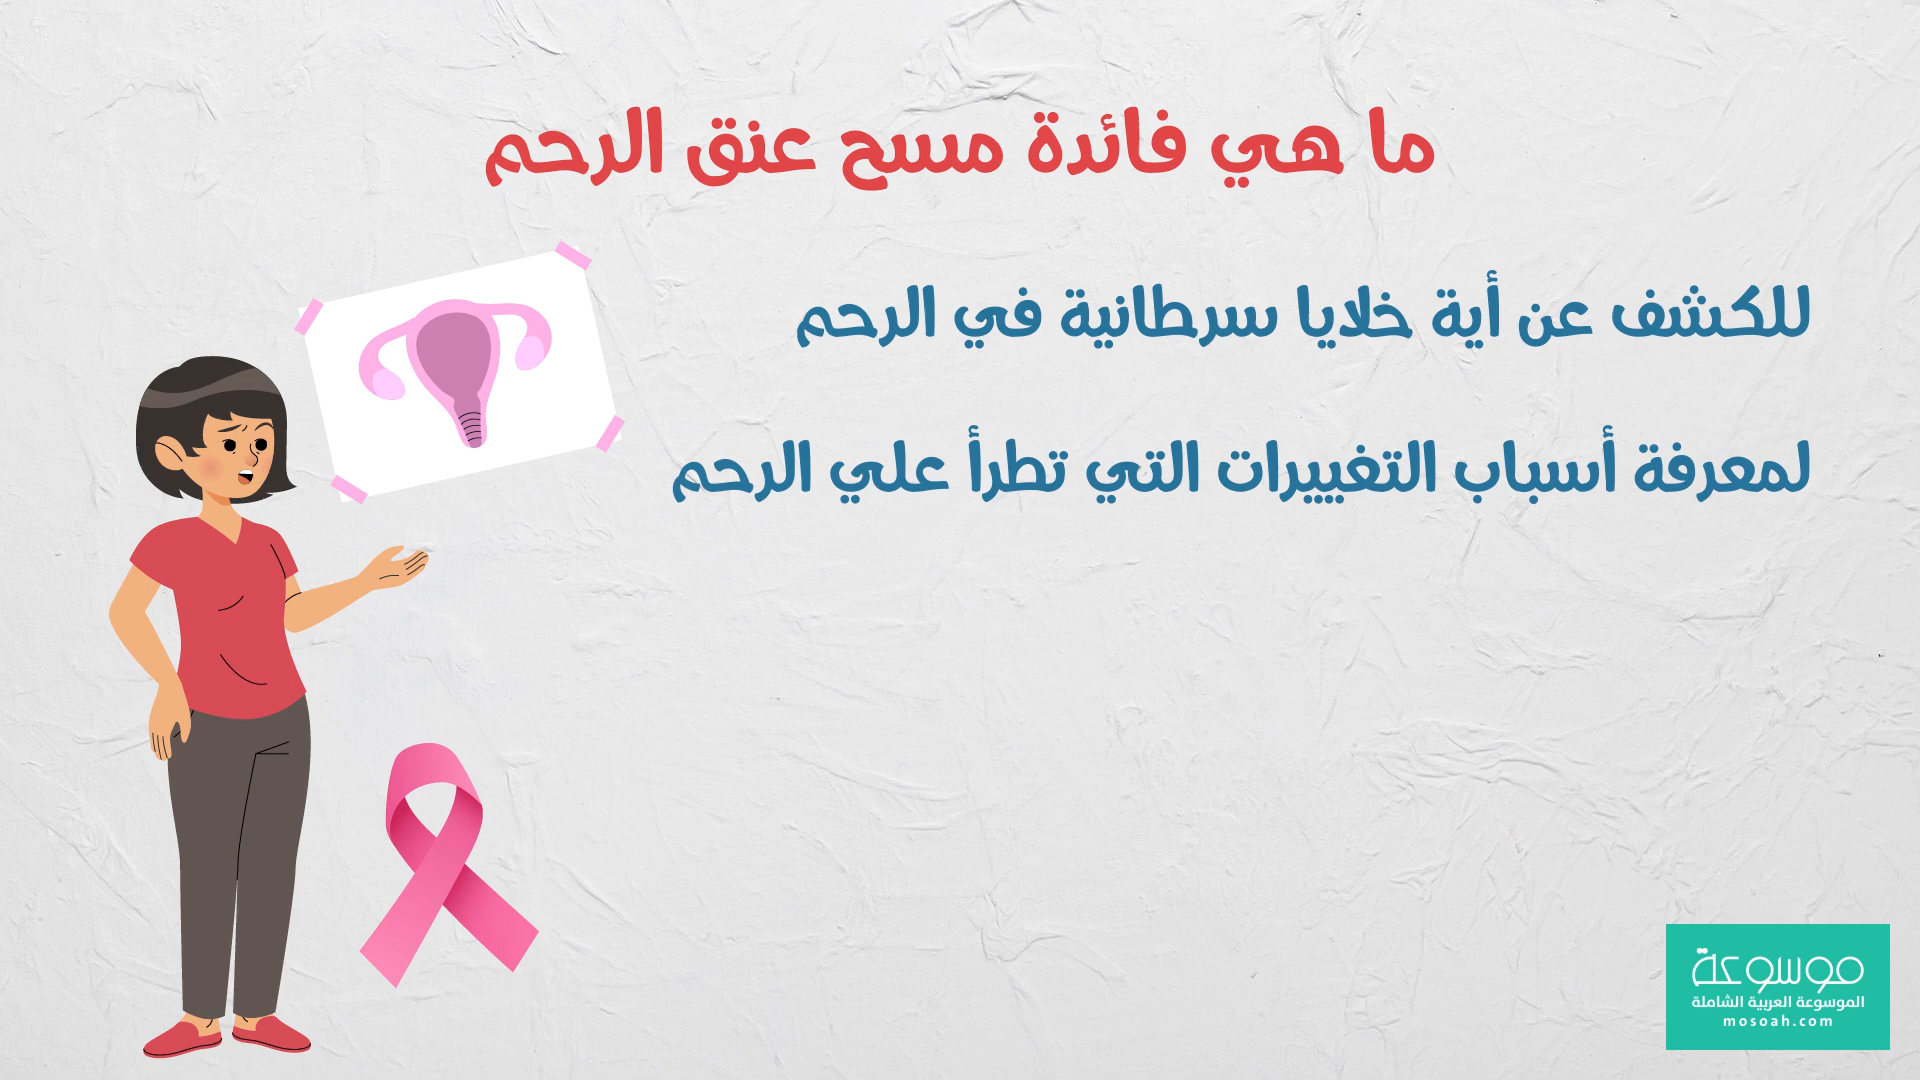 ما هي فائدة مسح عنق الرحم
للكشف عن أية خلايا سرطانية في الرحم
لمعرفة أسباب التغييرات التي تطرأ علي الرحم
موسوعة
الموسوعة العربية الشاملة
mosoah.com